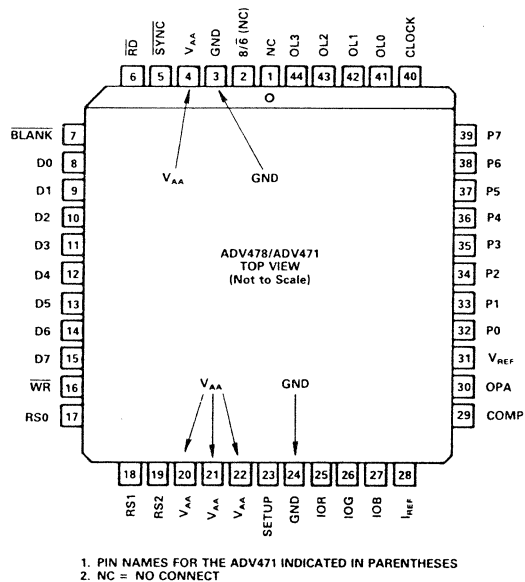 RD SYNC VAA GND 8/6 (NC) NC OL3 OL2 OL1 OL0 CLOCK
6 5 4 3 2 1 44 43 42 41 40
BLANK 7 39 P7
D0 8 38 P6
VAA GND
D1 9 37 P5
D2 10 36 P4
D3 11 35 P3
ADV478/ADV471
TOP VIEW
(Not to Scale)
D4 12 34 P2
D5 13 33 P1
D6 14 32 P0
D7 15 31 VREF
WR 16 30 OPA
VAA GND
RS0 17 29 COMP
18 19 20 21 22 23 24 25 26 27 28
RS1 RS2 VAA VAA VAA SETUP GND IOR IOG IOB IREF
1. PIN NAMES FOR THE ADV471 INDICATED IN PARENTHESES
2. NC = NO CONNECT